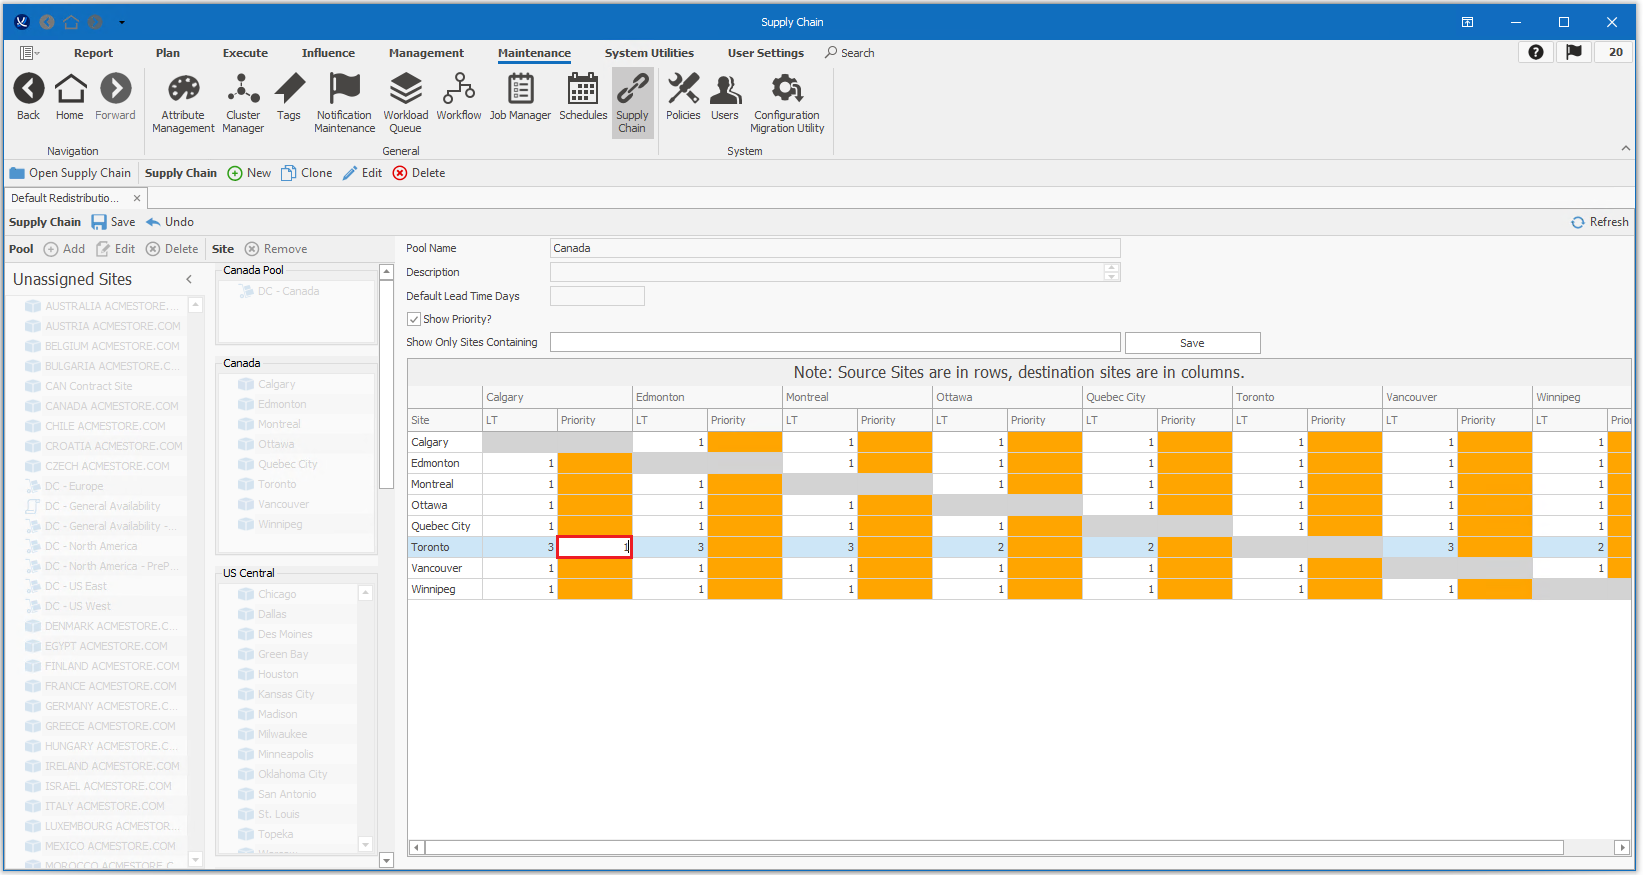 Supply Chain
Report Plan Execute Influence Management Maintenance System Utilities User Settings Search 20
Back Home Forward Attribute Management Cluster Manager Tags Notification Maintenance Workload Queue Workflow Job Manager Schedules Supply Chain Policies Users Configuration Migration Utility
Navigation General System
Open Supply Chain Supply Chain New Clone Edit Delete
Default Redistributio...
Supply Chain Save Undo Refresh
Pool Add Edit Delete Site Remove
Unassigned Sites
AUSTRALIA ACMESTORE....
AUSTRIA ACMESTORE.COM
BELGIUM ACMESTORE.COM
BULGARIA ACMESTORE.C...
CAN Contract Site
CANADA ACMESTORE.COM
CHILE ACMESTORE.COM
CROATIA ACMESTORE.COM
CZECH ACMESTORE.COM
DC - Europe
DC - General Availability
DC - General Availability -...
DC - North America
DC - North America - PreP...
DC - US East
DC - US West
DENMARK ACMESTORE.C...
EGYPT ACMESTORE.COM
FINLAND ACMESTORE.COM
FRANCE ACMESTORE.COM
GERMANY ACMESTORE.COM
GREECE ACMESTORE.COM
HUNGARY ACMESTORE.C...
IRELAND ACMESTORE.COM
ISRAEL ACMESTORE.COM
ITALY ACMESTORE.COM
LUXEMBOURG ACMESTOR...
MEXICO ACMESTORE.COM
MOROCCO ACMESTORE.C...
Canada Pool
DC - Canada
Canada
Calgary
Edmonton
Montreal
Ottawa
Quebec City
Toronto
Vancouver
Winnipeg
US Central
Chicago
Dallas
Des Moines
Green Bay
Houston
Kansas City
Madison
Milwaukee
Minneapolis
Oklahoma City
San Antonio
St. Louis
Topeka
Pool Name Canada
Description
Default Lead Time Days
Show Priority?
Show Only Sites Containing Save
Note: Source Sites are in rows, destination sites are in columns.
Calgary Edmonton Montreal Ottawa Quebec City Toronto Vancouver Winnipeg
Site LT Priority LT Priority LT Priority LT Priority LT Priority LT Priority LT Priority LT Prior
Calgary 1 1 1 1 1 1 1
Edmonton 1 1 1 1 1 1 1
Montreal 1 1 1 1 1 1 1
Ottawa 1 1 1 1 1 1 1
Quebec City 1 1 1 1 1 1 1
Toronto 3 1 3 3 2 2 3 2
Vancouver 1 1 1 1 1 1 1
Winnipeg 1 1 1 1 1 1 1